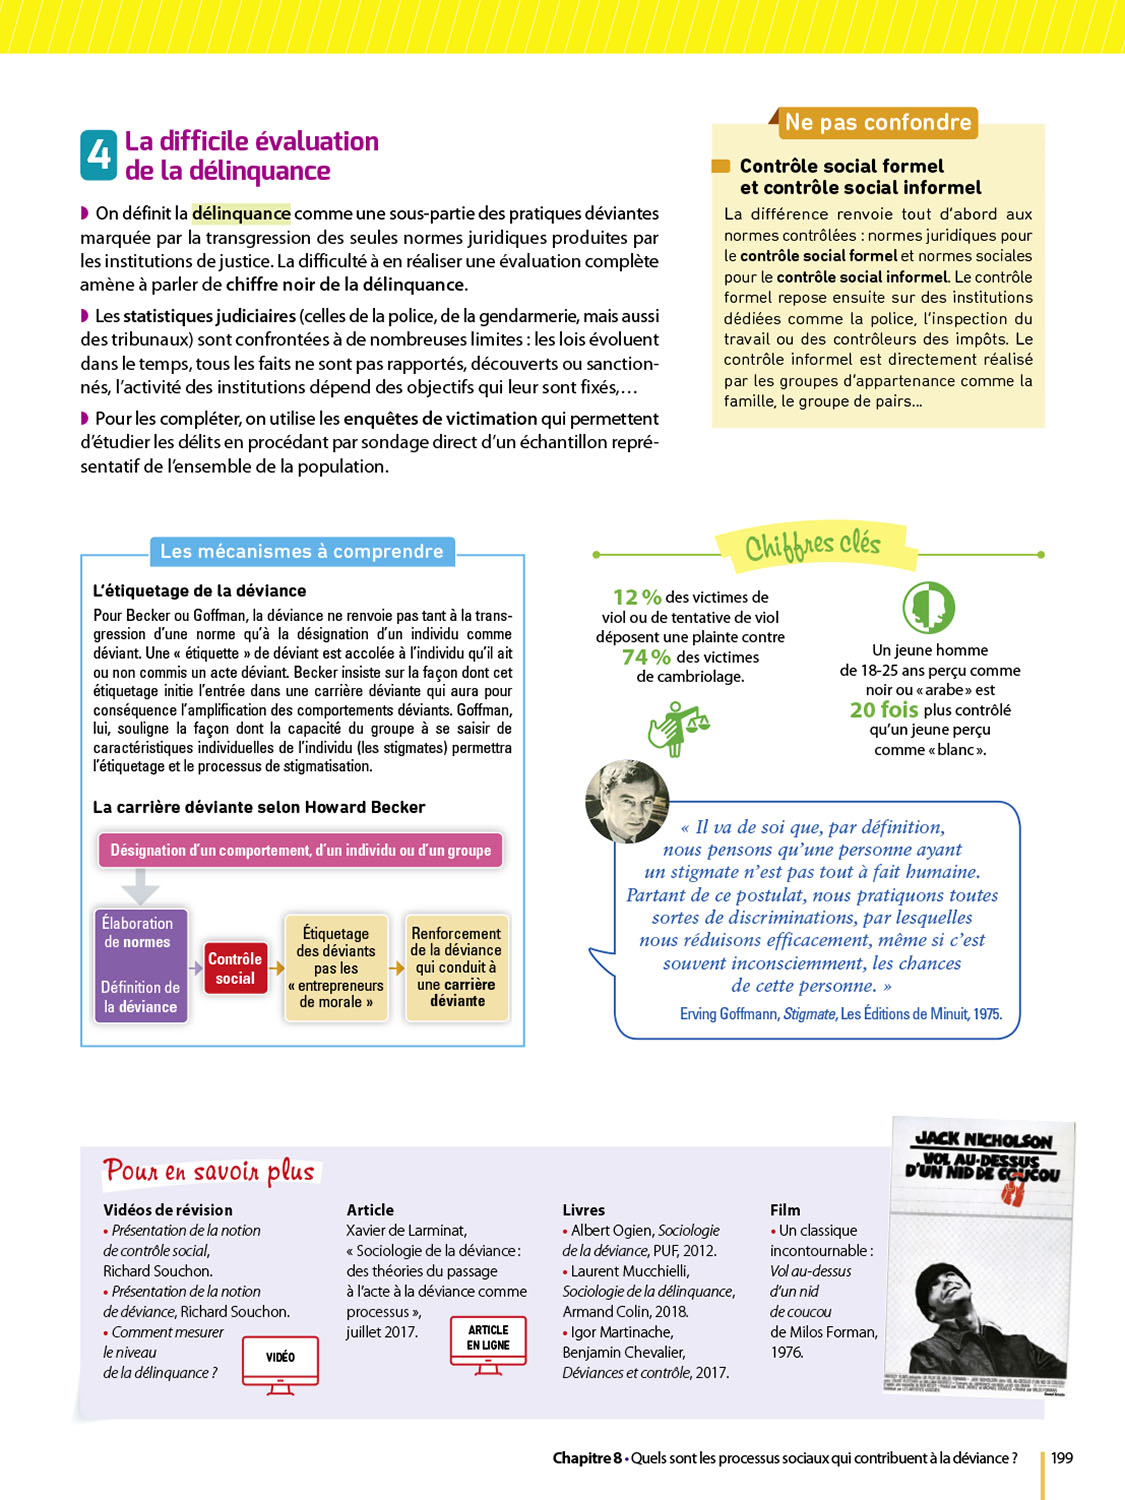 4
La difficile évaluation
de la délinquance
◗ On définit la délinquance comme une sous-partie des pratiques déviantes
marquée par la transgression des seules normes juridiques produites par
les institutions de justice. La difficulté à en réaliser une évaluation complète
amène à parler de chiffre noir de la délinquance.
◗ Les statistiques judiciaires (celles de la police, de la gendarmerie, mais aussi
des tribunaux) sont confrontées à de nombreuses limites : les lois évoluent
dans le temps, tous les faits ne sont pas rapportés, découverts ou sanction-
nés, l’activité des institutions dépend des objectifs qui leur sont fixés,…
◗ Pour les compléter, on utilise les enquêtes de victimation qui permettent
d’étudier les délits en procédant par sondage direct d’un échantillon repré-
sentatif de l’ensemble de la population.
Ne pas confondre
Contrôle social formel
et contrôle social informel
La différence renvoie tout d’abord aux
normes contrôlées : normes juridiques pour
le contrôle social formel et normes sociales
pour le contrôle social informel. Le contrôle
formel repose ensuite sur des institutions
dédiées comme la police, l’inspection du
travail ou des contrôleurs des impôts. Le
contrôle informel est directement réalisé
par les groupes d’appartenance comme la
famille, le groupe de pairs...
Les mécanismes à comprendre
L’étiquetage de la déviance
Pour Becker ou Goffman, la déviance ne renvoie pas tant à la trans-
gression d’une norme qu’à la désignation d’un individu comme
déviant. Une « étiquette » de déviant est accolée à l’individu qu’il ait
ou non commis un acte déviant. Becker insiste sur la façon dont cet
étiquetage initie l’entrée dans une carrière déviante qui aura pour
conséquence l’amplification des comportements déviants. Goffman,
lui, souligne la façon dont la capacité du groupe à se saisir de
caractéristiques individuelles de l’individu (les stigmates) permettra
l’étiquetage et le processus de stigmatisation.
La carrière déviante selon Howard Becker
Désignation d’un comportement, d’un individu ou d’un groupe
Élaboration
de normes
Définition de
la déviance
Contrôle
social
Étiquetage
des déviants
pas les
« entrepreneurs
de morale »
Renforcement
de la déviance
qui conduit à
une carrière
déviante
Chiffres clés
12 % des victimes de
viol ou de tentative de viol
déposent une plainte contre
74 % des victimes
de cambriolage.
Un jeune homme
de 18-25 ans perçu comme
noir ou « arabe » est
20 fois plus contrôlé
qu’un jeune perçu
comme « blanc ».
« Il va de soi que, par définition,
nous pensons qu’une personne ayant
un stigmate n’est pas tout à fait humaine.
Partant de ce postulat, nous pratiquons toutes
sortes de discriminations, par lesquelles
nous réduisons efficacement, même si c’est
souvent inconsciemment, les chances
de cette personne. »
Erving Goffmann, Stigmate, Les Éditions de Minuit, 1975.
Pour en savoir plus
Vidéos de révision
• Présentation de la notion
de contrôle social,
Richard Souchon.
• Présentation de la notion
de déviance, Richard Souchon.
• Comment mesurer
le niveau
de la délinquance ?
VIDÉO
Article
Xavier de Larminat,
« Sociologie de la déviance :
des théories du passage
à l’acte à la déviance comme
processus »,
juillet 2017.
ARTICLE
EN LIGNE
Livres
• Albert Ogien, Sociologie
de la déviance, PUF, 2012.
• Laurent Mucchielli,
Sociologie de la délinquance,
Armand Colin, 2018.
• Igor Martinache,
Benjamin Chevalier,
Déviances et contrôle, 2017.
Film
• Un classique
incontournable :
Vol au-dessus
d’un nid
de coucou
de Milos Forman,
1976.
JACK NICHOLSON
VOL AU-DESSUS
D’UN NID DE COUCOU
Chapitre 8 • Quels sont les processus sociaux qui contribuent à la déviance ?
199